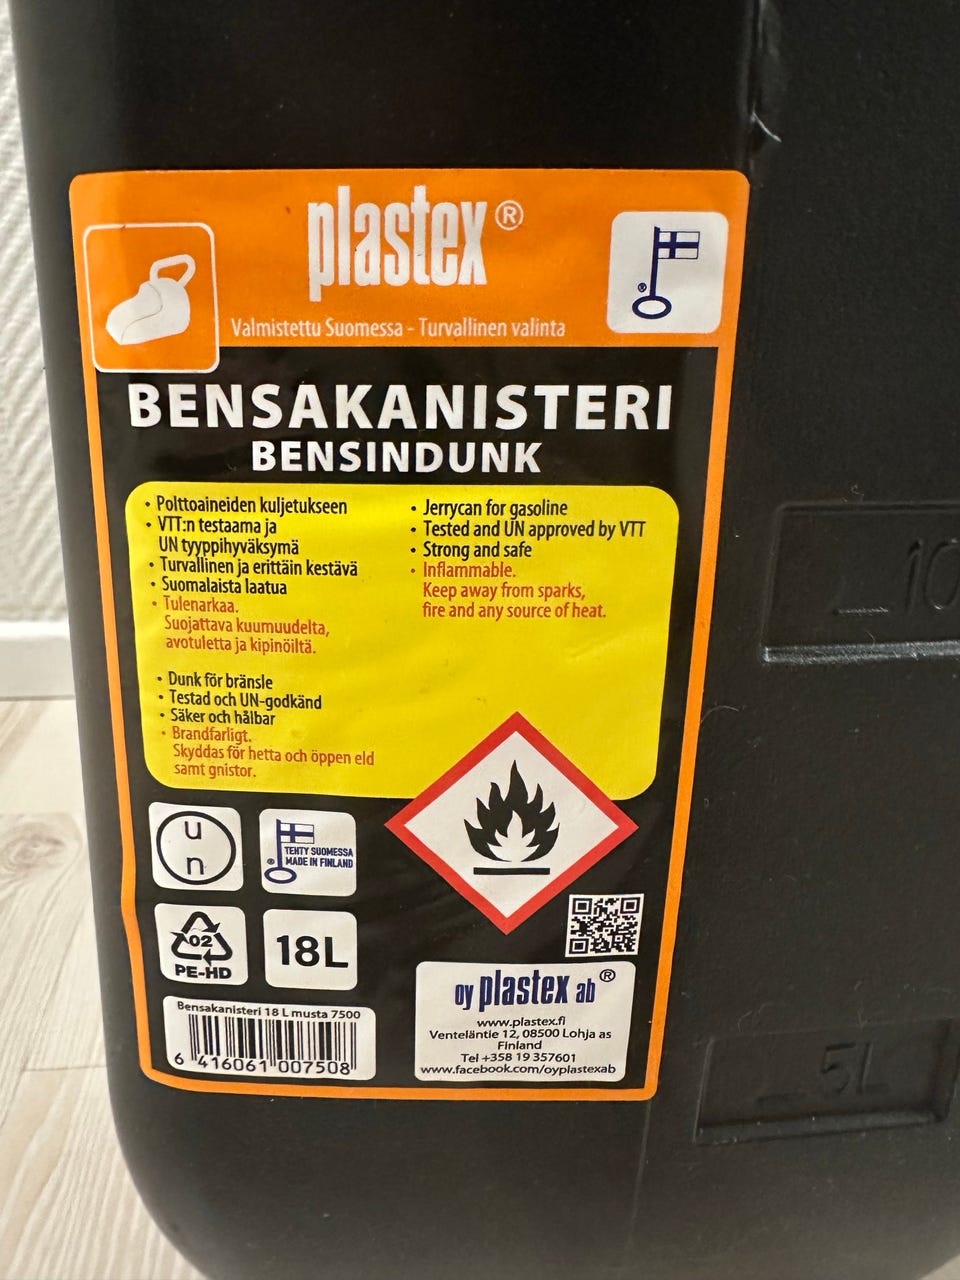 plastex®
Valmistettu Suomessa - Turvallinen valinta
®
BENSAKANISTERI
BENSINDUNK
• Polttoaineiden kuljetukseen
• VTT:n testaama ja
UN tyyppihyväksymä
• Turvallinen ja erittäin kestävä
• Suomalaista laatua
• Tulenarkaa.
Suojattava kuumuudelta,
avotuletta ja kipinöiltä.
• Dunk för bränsle
• Testad och UN-godkänd
• Säker och hålbar
• Brandfarligt.
Skyddas för hetta och öppen eld
samt gnistor.
• Jerrycan for gasoline
• Tested and UN approved by VTT
• Strong and safe
• Inflammable.
Keep away from sparks,
fire and any source of heat.
u
n
®
TEHTY SUOMESSA
MADE IN FINLAND
02
PE-HD
18L
Bensakanisteri 18 L musta 7500
6 416061 007508
oy plastex ab®
www.plastex.fi
Venteläntie 12, 08500 Lohja as
Finland
Tel +358 19 357601
www.facebook.com/oyplastexab
10
5L